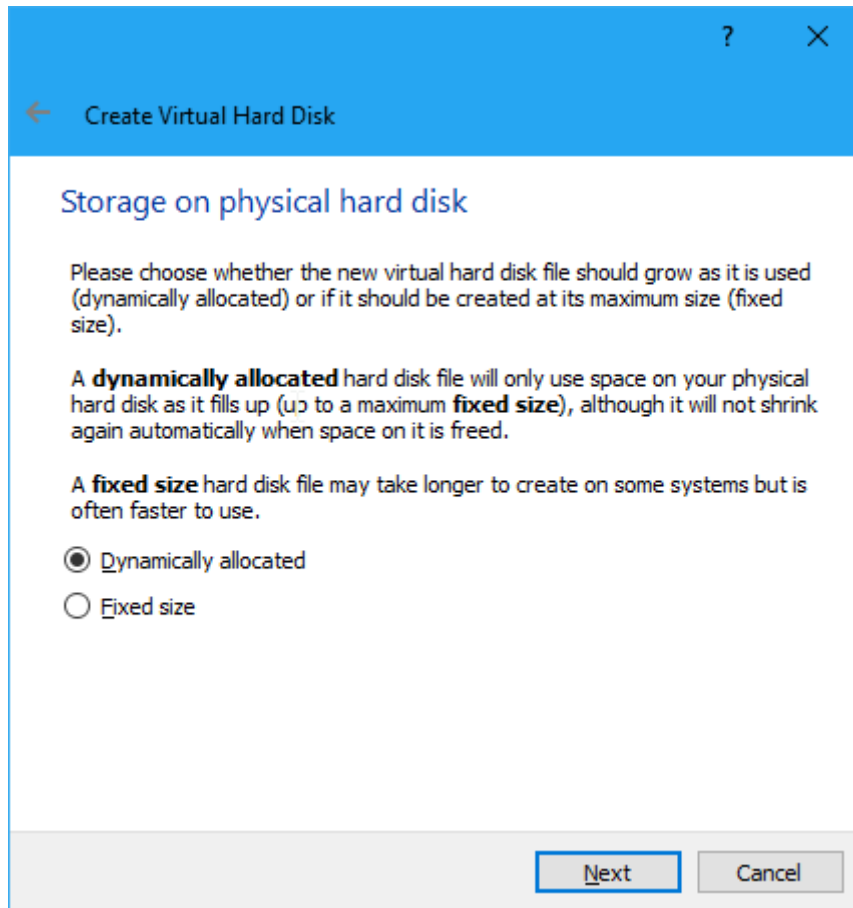 ?
Create Virtual Hard Disk
Storage on physical hard disk
Please choose whether the new virtual hard disk file should grow as it is used
(dynamically allocated) or if it should be created at its maximum size (fixed
size).
A dynamically allocated hard disk file will only use space on your physical
hard disk as it fills up (up to a maximum fixed size), although it will not shrink
again automatically when space on it is freed.
A fixed size hard disk file may take longer to create on some systems but is
often faster to use.
Dynamically allocated
Fixed size
Next Cancel